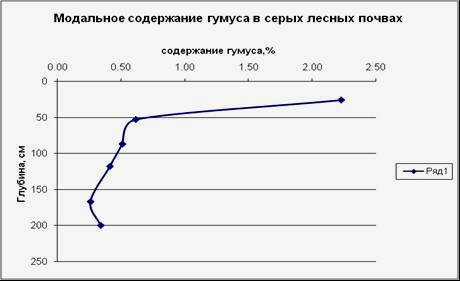 Модальное содержание гумуса в серых лесных почвах
содержание гумуса,%
0.00 0.50 1.00 1.50 2.00 2.50
0
50
100
150
200
250
Глубина, см
Ряд1